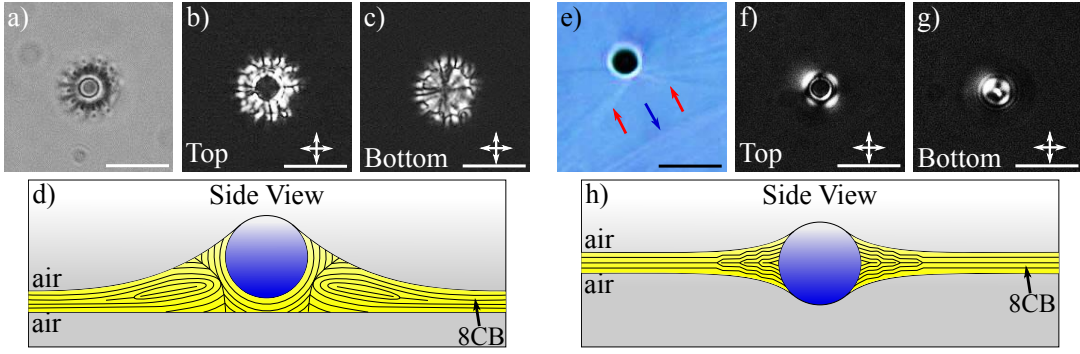 a)
b)
Top
c)
Bottom
d)
Side View
air
air
8CB
e)
f)
Top
g)
Bottom
h)
Side View
air
air
8CB